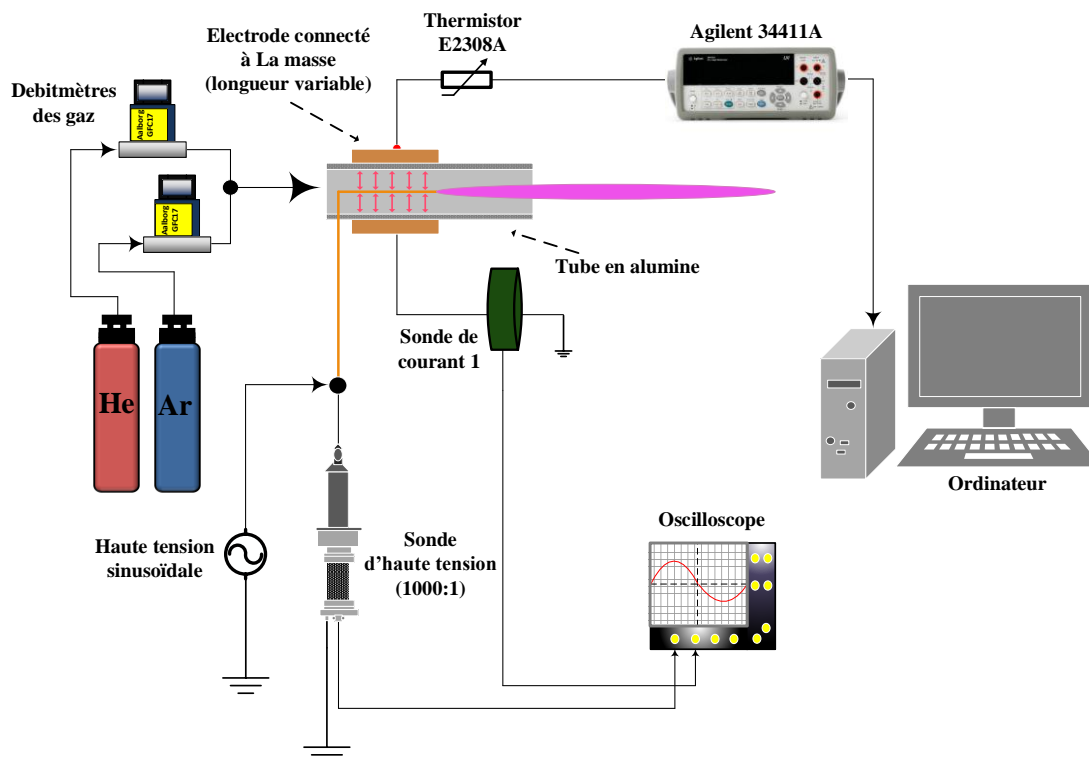 Thermistor
E2308A
Agilent 34411A
Electrode connecté
à La masse
(longueur variable)
Debitmètres
des gaz
Aalborg
GFC17
Aalborg
GFC17
Tube en alumine
Sonde de
courant 1
He
Ar
Ordinateur
Oscilloscope
Haute tension
sinusoïdale
Sonde
d'haute tension
(1000:1)